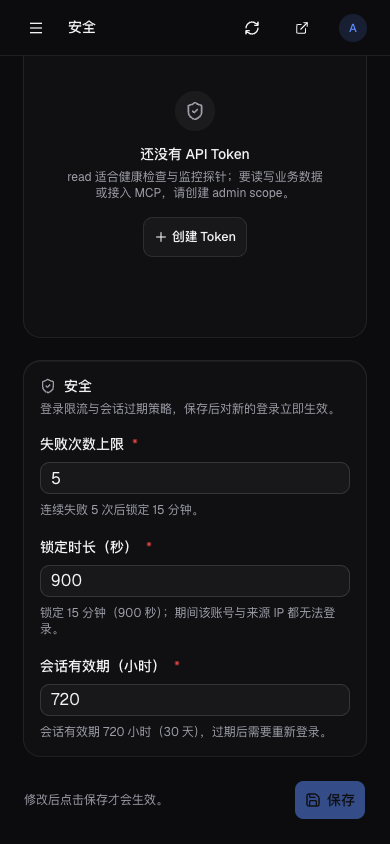 安全
A
还没有 API Token
read 适合健康检查与监控探针；要读写业务数据
或接入 MCP，请创建 admin scope。
创建 Token
安全
登录限流与会话过期策略，保存后对新的登录立即生效。
失败次数上限 *
5
连续失败 5 次后锁定 15 分钟。
锁定时长（秒） *
900
锁定 15 分钟（900 秒）；期间该账号与来源 IP 都无法登
录。
会话有效期（小时） *
720
会话有效期 720 小时（30 天），过期后需要重新登录。
修改后点击保存才会生效。
保存